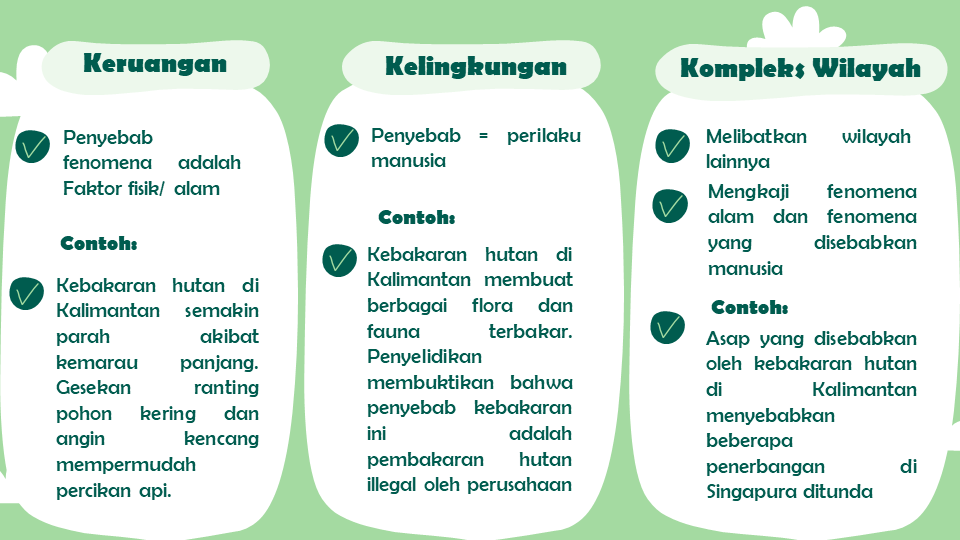 Keruangan
Penyebab
fenomena adalah
Faktor fisik/ alam
Contoh:
Kebakaran hutan di
Kalimantan semakin
parah akibat
kemarau panjang.
Gesekan ranting
pohon kering dan
angin kencang
mempermudah
percikan api.
Kelingkungan
Penyebab = perilaku
manusia
Contoh:
Kebakaran hutan di
Kalimantan membuat
berbagai flora dan
fauna terbakar.
Penyelidikan
membuktikan bahwa
penyebab kebakaran
ini adalah
pembakaran hutan
illegal oleh perusahaan
Kompleks Wilayah
Melibatkan wilayah
lainnya
Mengkaji fenomena
alam dan fenomena
yang disebabkan
manusia
Contoh:
Asap yang disebabkan
oleh kebakaran hutan
di Kalimantan
menyebabkan
beberapa
penerbangan di
Singapura ditunda